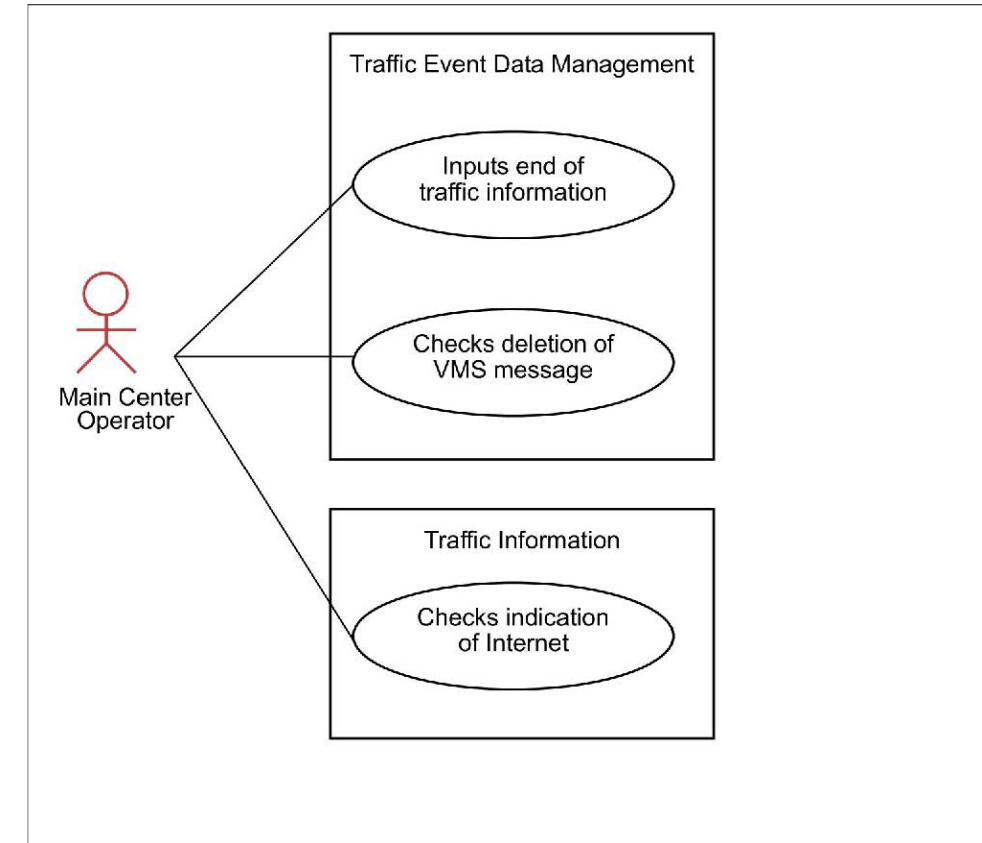 Traffic Event Data Management
Inputs end of
traffic information
Checks deletion of
VMS message
Main Center
Operator
Traffic Information
Checks indication
of Internet